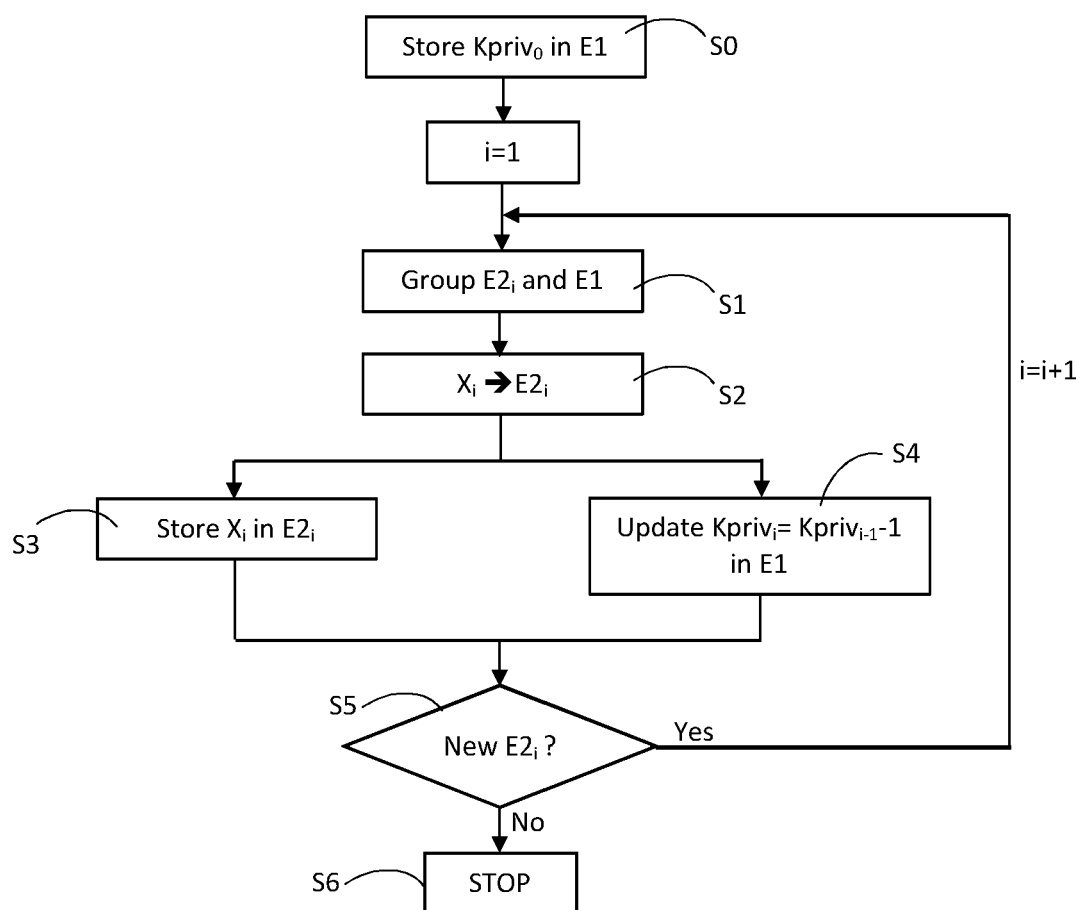 Store Kpriv₀ in E1
S0
i=1
Group E2ᵢ and E1
S1
Xᵢ ➔ E2ᵢ
S2
i=i+1
S4
Store Xᵢ in E2ᵢ
S3
Update Kprivᵢ= Kprivᵢ₋₁-1
in E1
S5
New E2ᵢ ?
Yes
No
S6
STOP